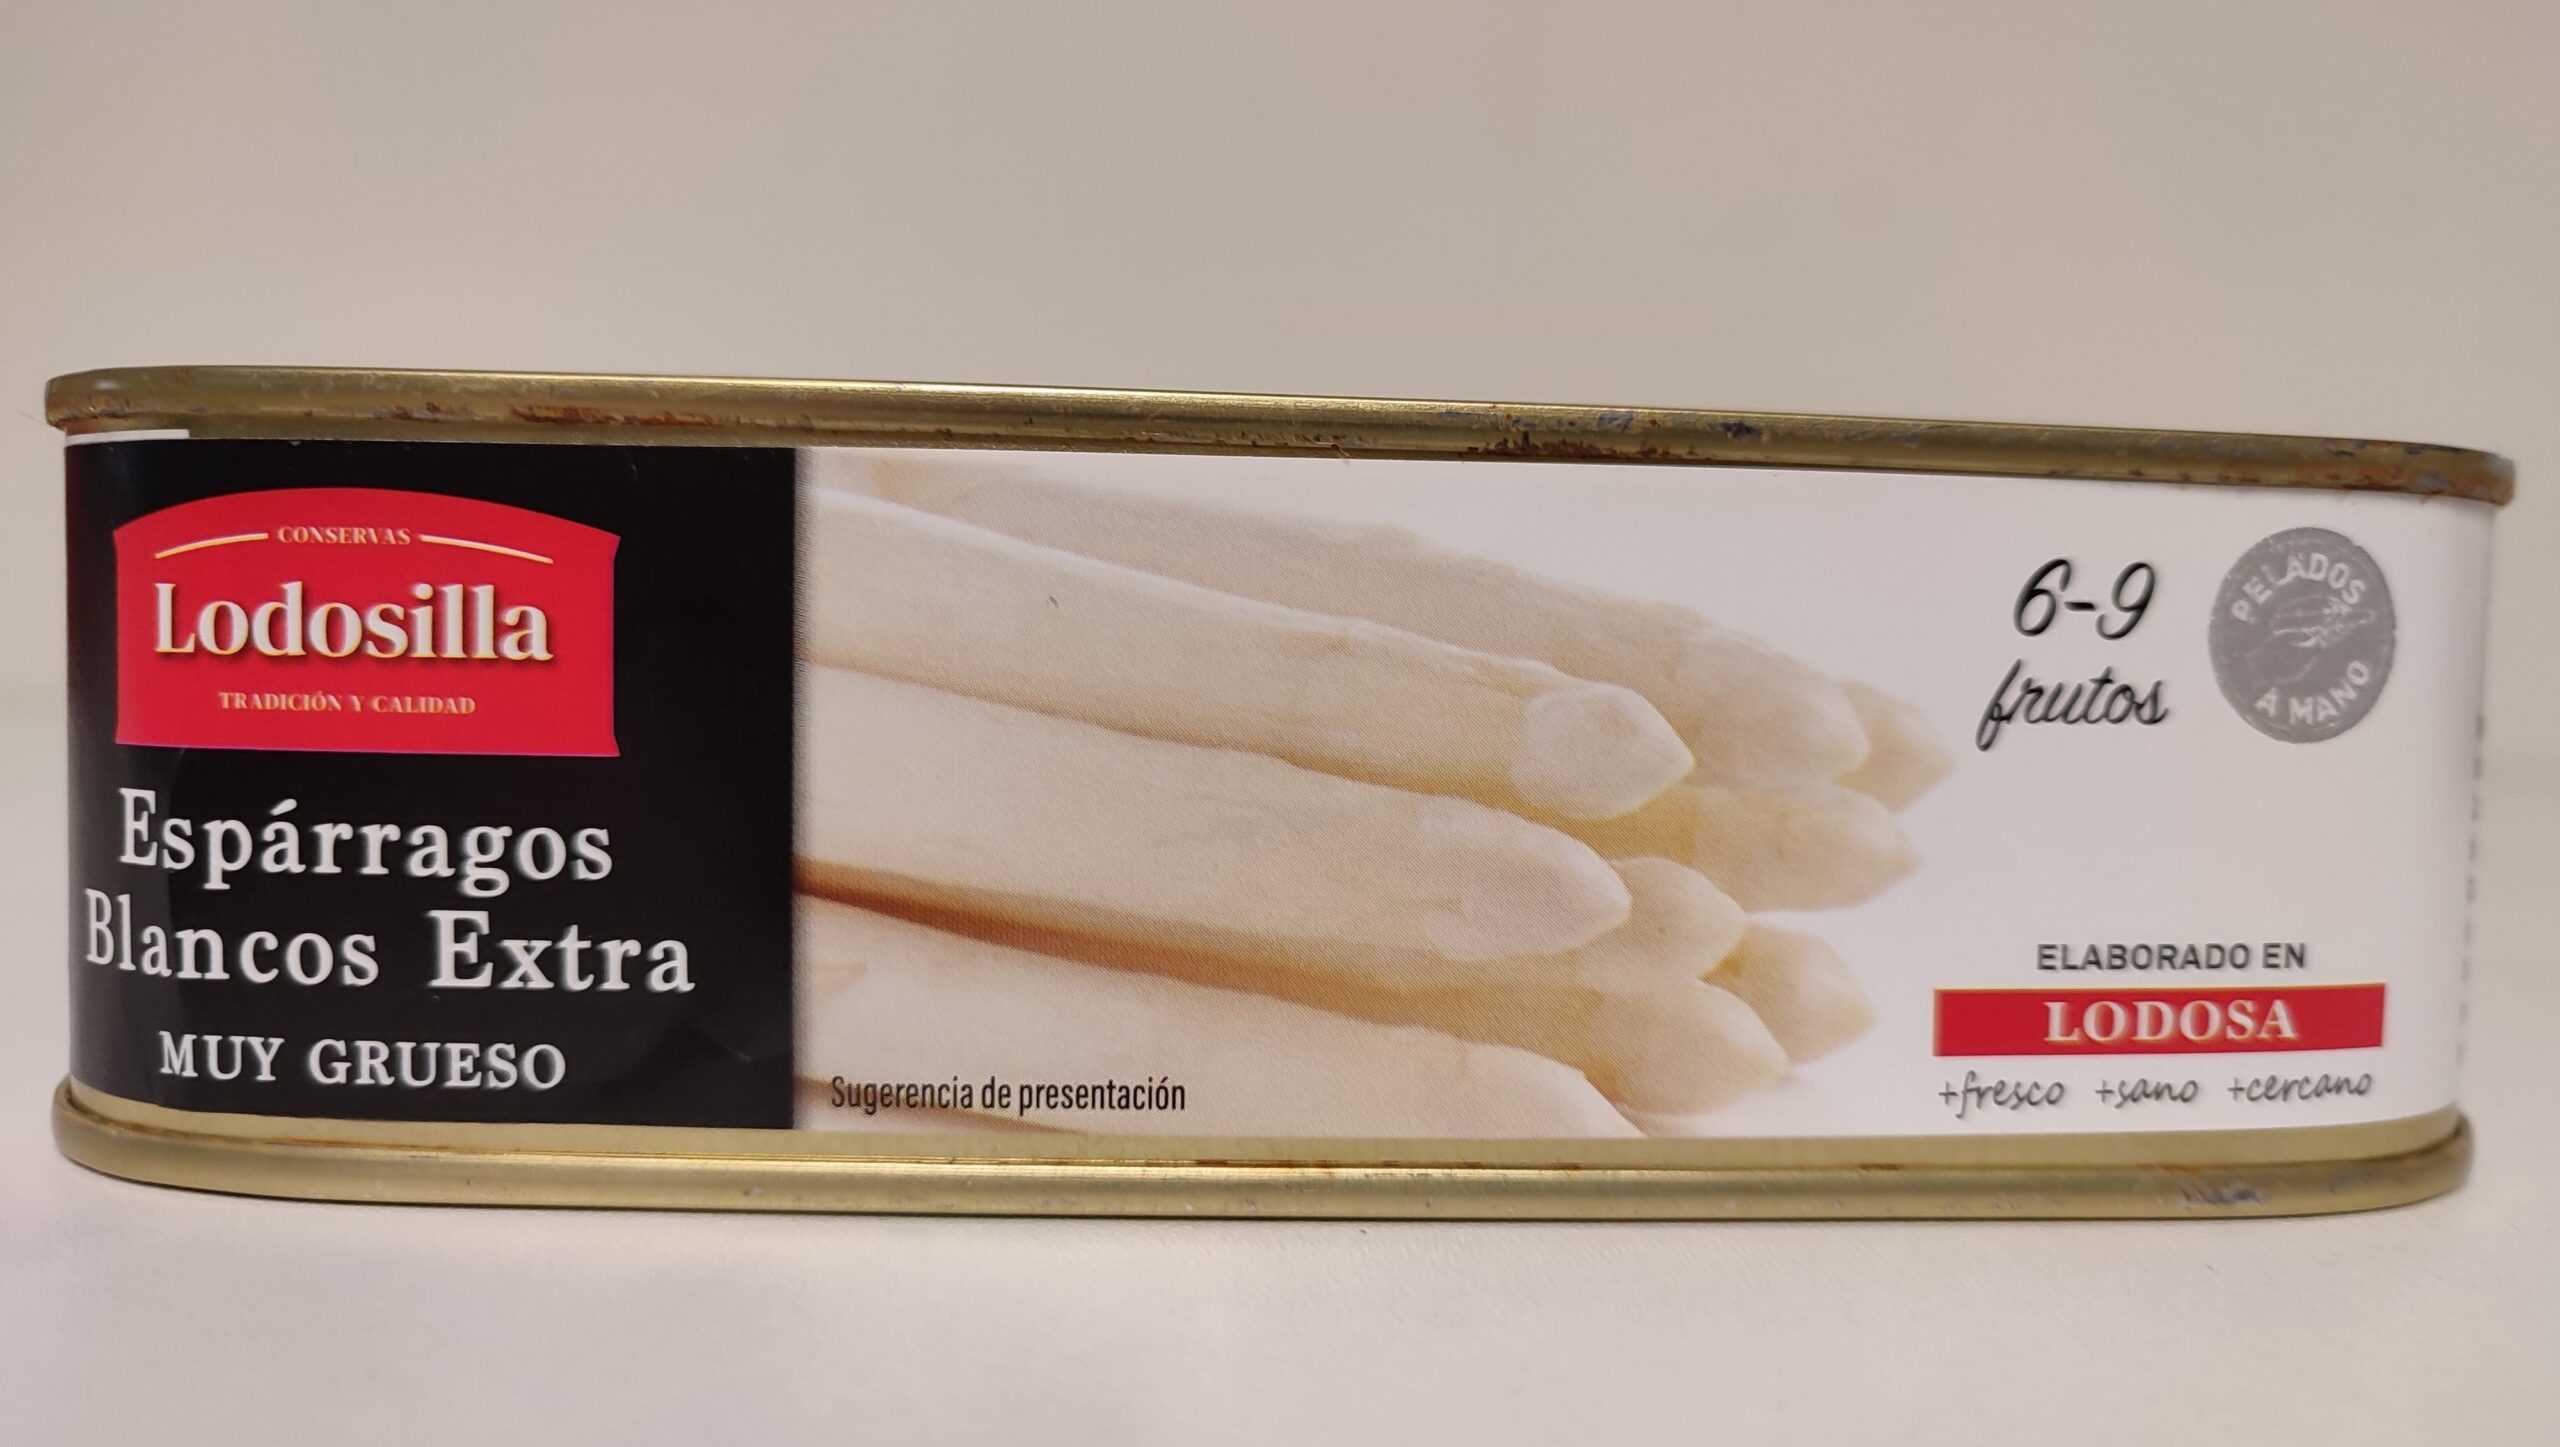 CONSERVAS
Lodosilla
TRADICIÓN Y CALIDAD
Espárragos
Blancos Extra
MUY GRUESO
Sugerencia de presentación
6-9
frutos
PELADOS
A MANO
ELABORADO EN
LODOSA
+fresco +sano +cercano